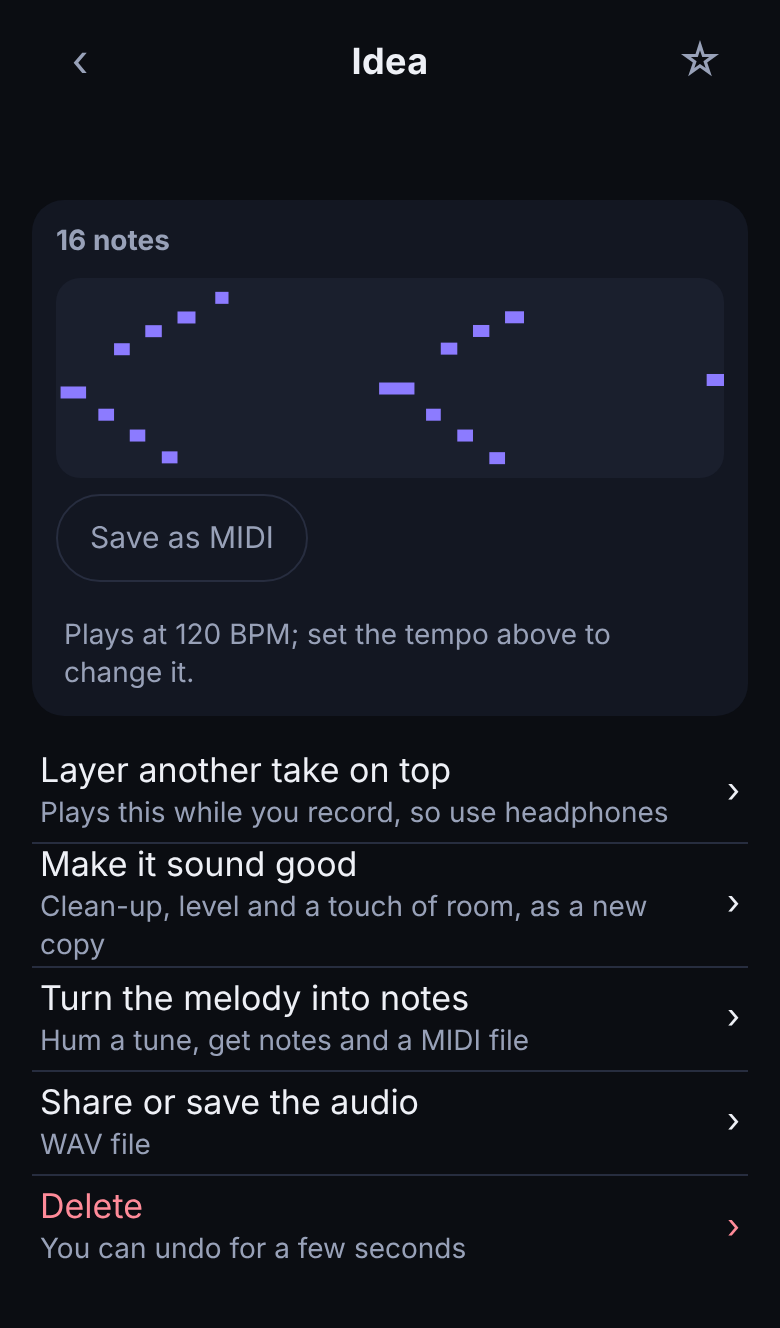 Idea
16 notes
Save as MIDI
Plays at 120 BPM; set the tempo above to
change it.
Layer another take on top
Plays this while you record, so use headphones
Make it sound good
Clean-up, level and a touch of room, as a new
copy
Turn the melody into notes
Hum a tune, get notes and a MIDI file
Share or save the audio
WAV file
Delete
You can undo for a few seconds